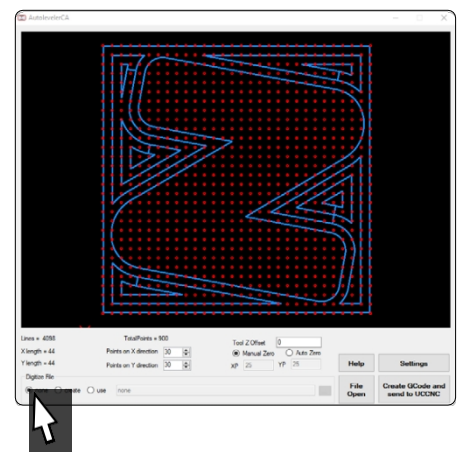 AutolevelerCA
Lines = 4098
TotalPoints = 900
Tool Z Offset 0
X length = 44
Points on X direction 30
Manual Zero Auto Zero
Y length = 44
Points on Y direction 30
XP 25 YP 25
Help
Settings
Digitize File
none create use none
File Open
Create GCode and send to UCCNC